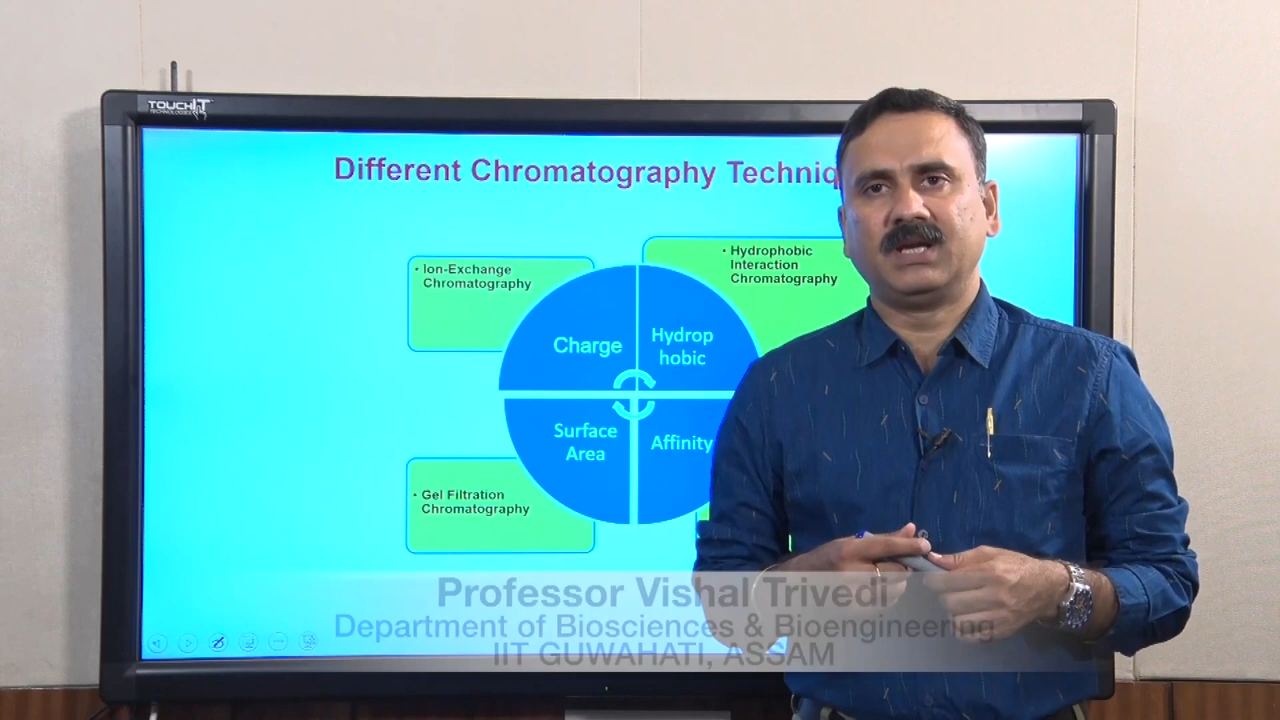 TOUCHIT
TECHNOLOGIES
Different Chromatography
• Ion-Exchange
Chromatography
• Hydrophobic
Interaction
Chromatography
Charge
Hydrop
hobic
Surface
Area
Affinity
• Gel Filtration
Chromatography
Professor Vishal Trivedi
Department of Biosciences & Bioengineering
IIT GUWAHATI, ASSAM